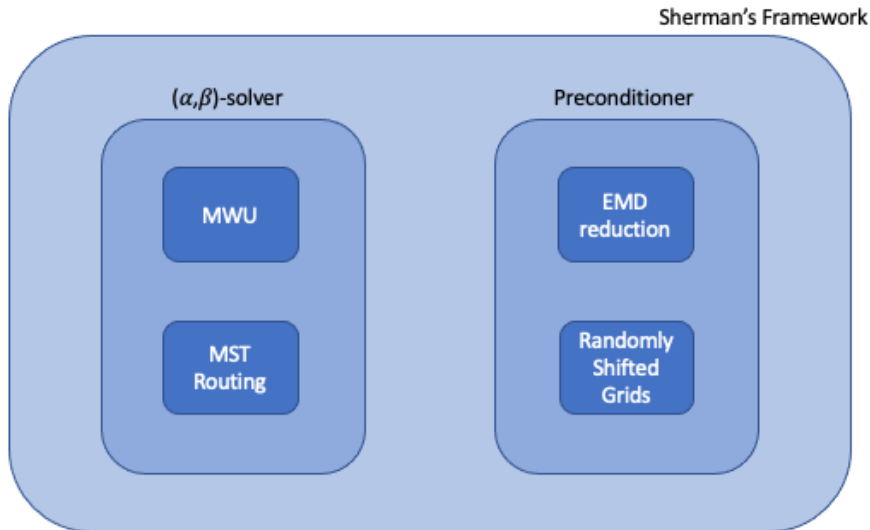 Sherman's Framework
(α,β)-solver
MWU
MST
Routing
Preconditioner
EMD
reduction
Randomly
Shifted
Grids